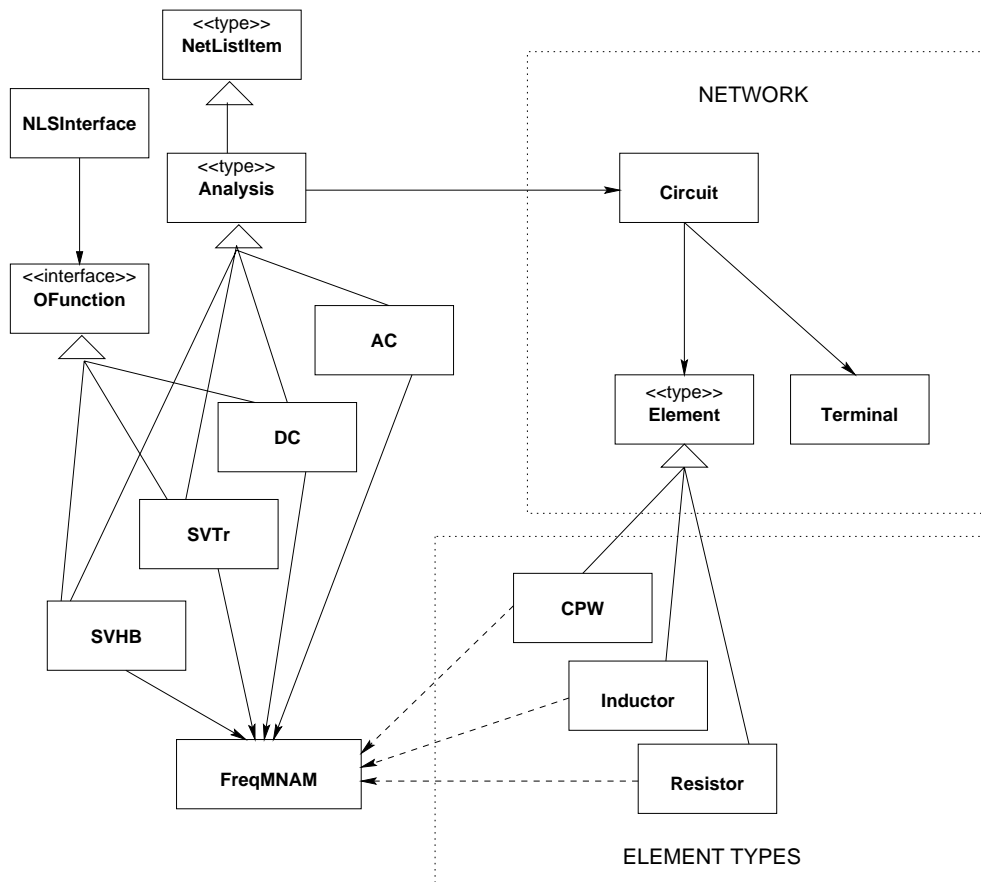 <<type>>
NetListItem
NETWORK
NLSInterface
<<type>>
Analysis
Circuit
<<interface>>
OFunction
AC
<<type>>
Element
Terminal
DC
SVTr
CPW
SVHB
Inductor
FreqMNAM
Resistor
ELEMENT TYPES